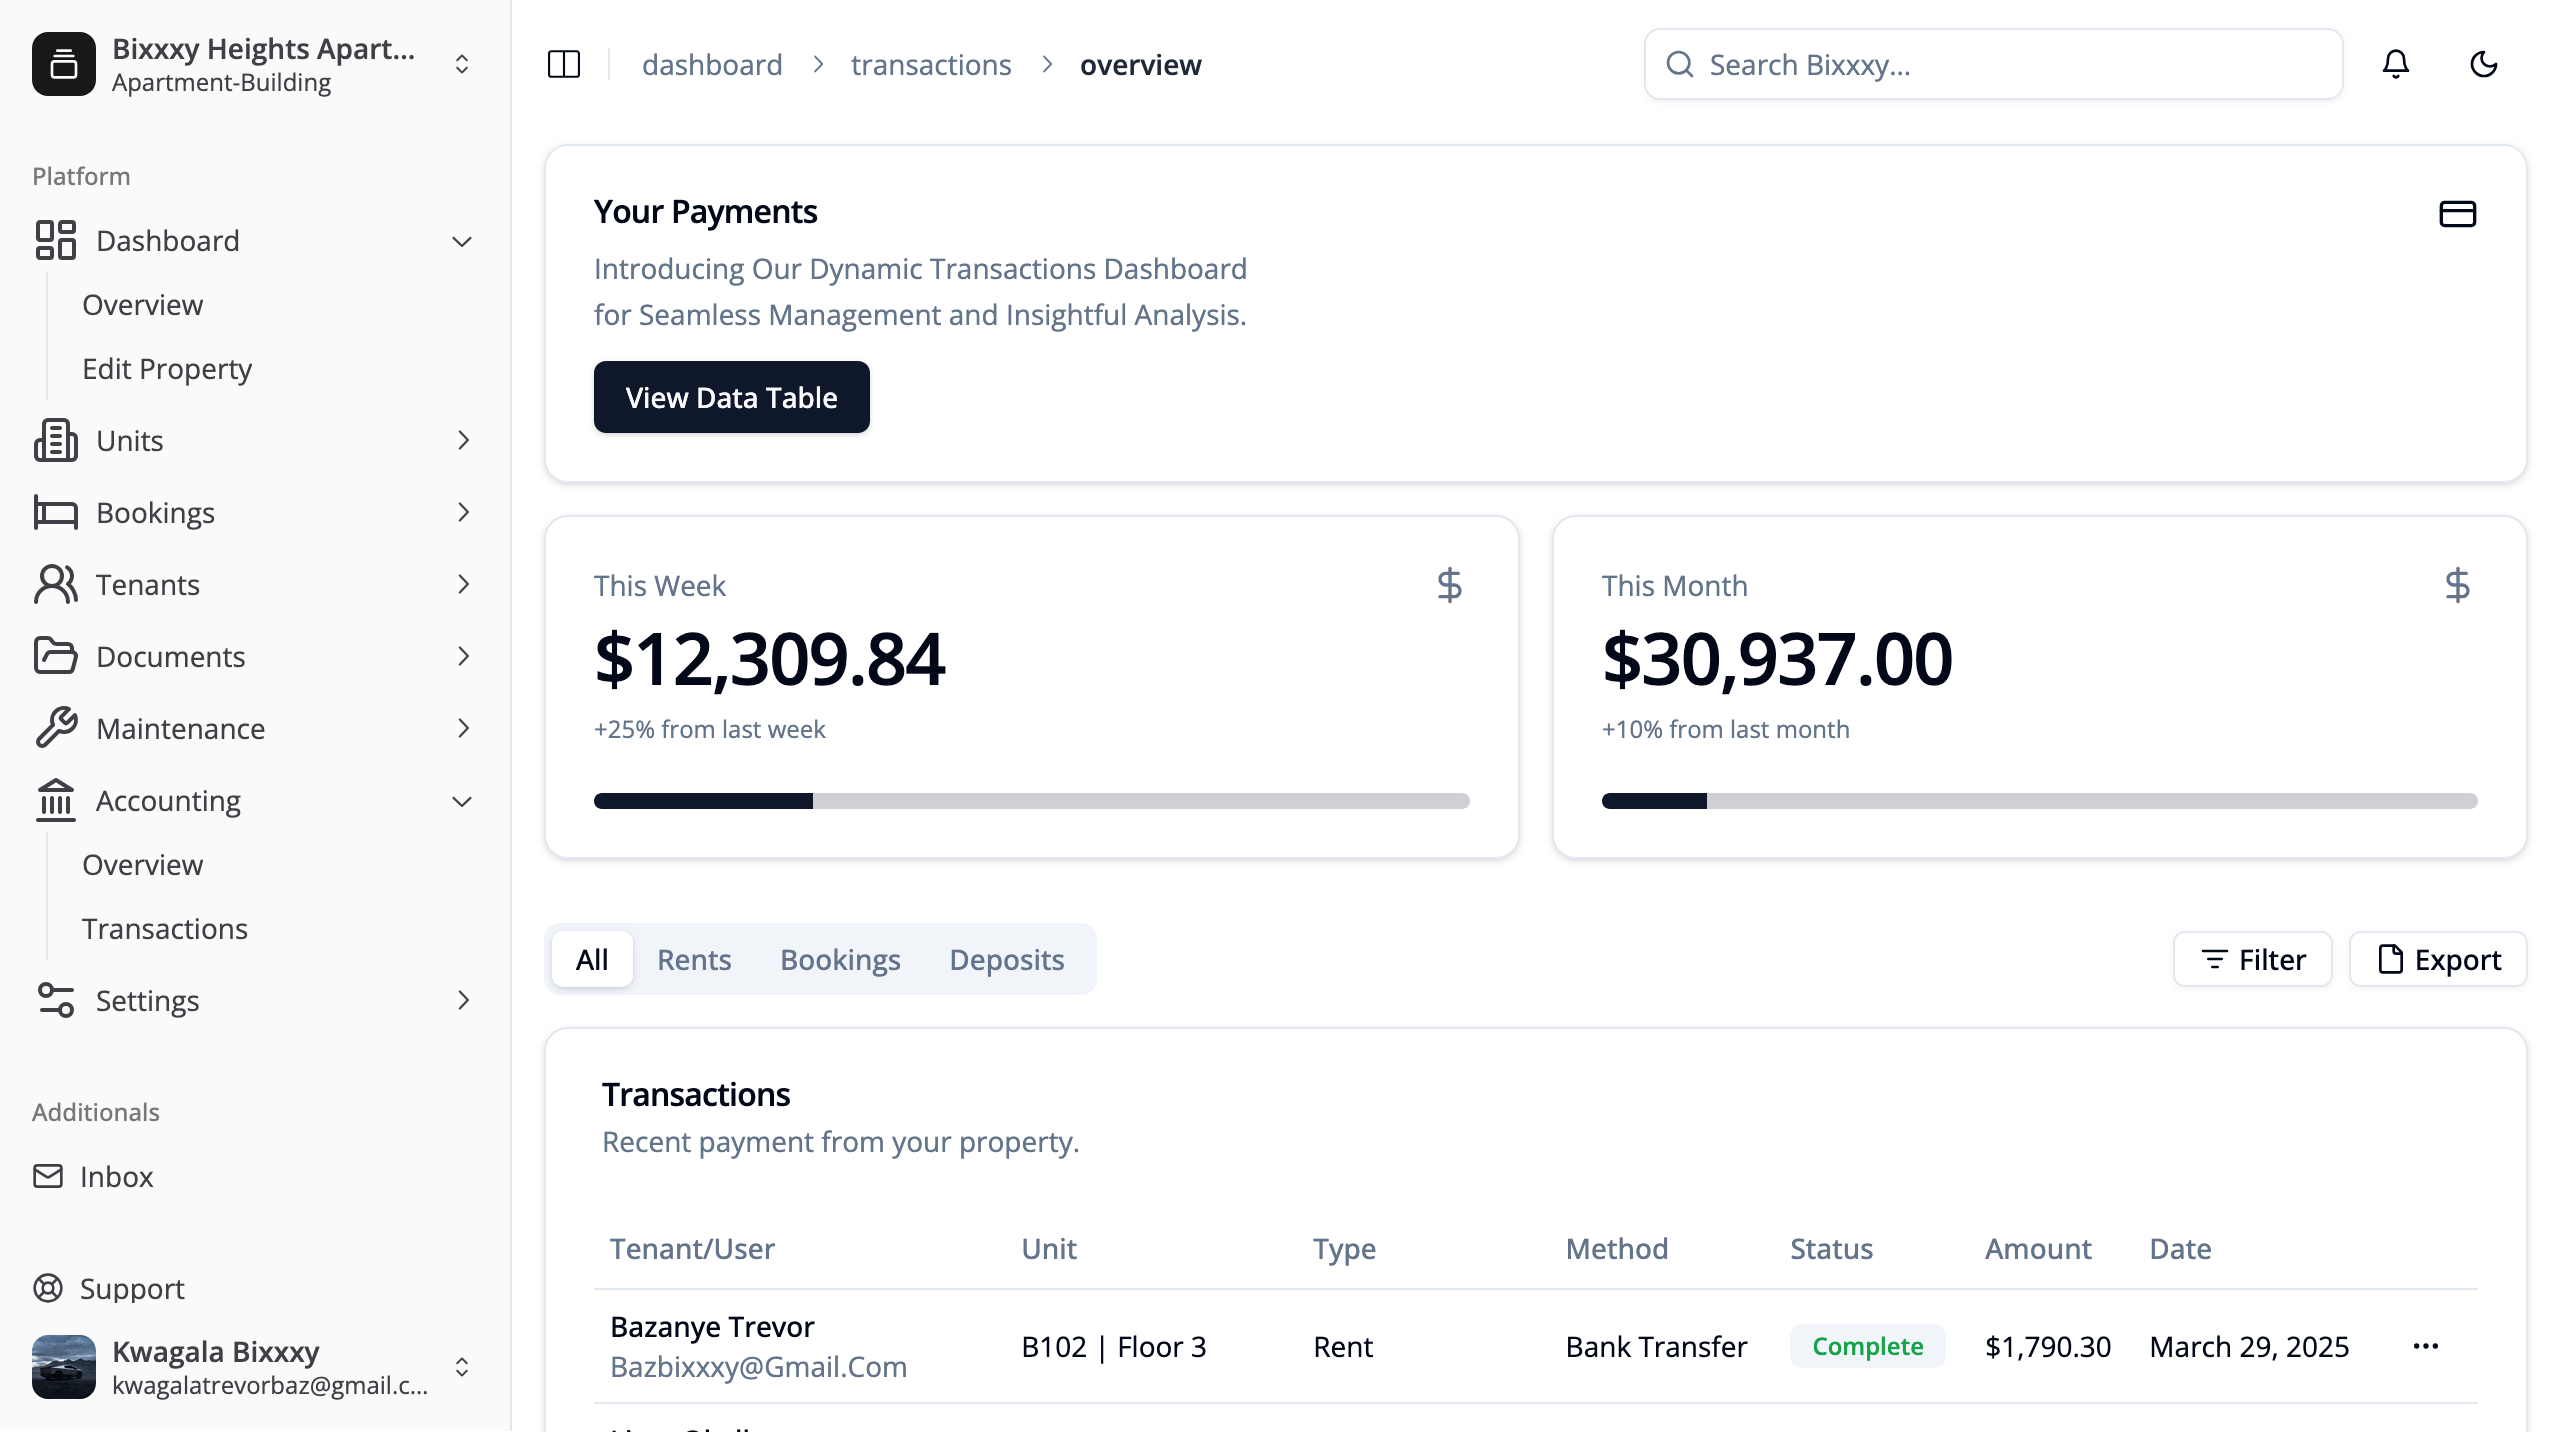 Bixxxy Heights Apart...
Apartment-Building
Platform
Dashboard
Overview
Edit Property
Units
Bookings
Tenants
Documents
Maintenance
Accounting
Overview
Transactions
Settings
Additionals
Inbox
Support
Kwagala Bixxxy
kwagalatrevorbaz@gmail.c...
dashboard > transactions > overview
Search Bixxxy...
Your Payments
Introducing Our Dynamic Transactions Dashboard
for Seamless Management and Insightful Analysis.
View Data Table
This Week
$12,309.84
+25% from last week
This Month
$30,937.00
+10% from last month
All Rents Bookings Deposits
Filter Export
Transactions
Recent payment from your property.
Tenant/User Unit Type Method Status Amount Date
Bazanye Trevor
Bazbixxxy@Gmail.Com
B102 | Floor 3 Rent Bank Transfer Complete $1,790.30 March 29, 2025